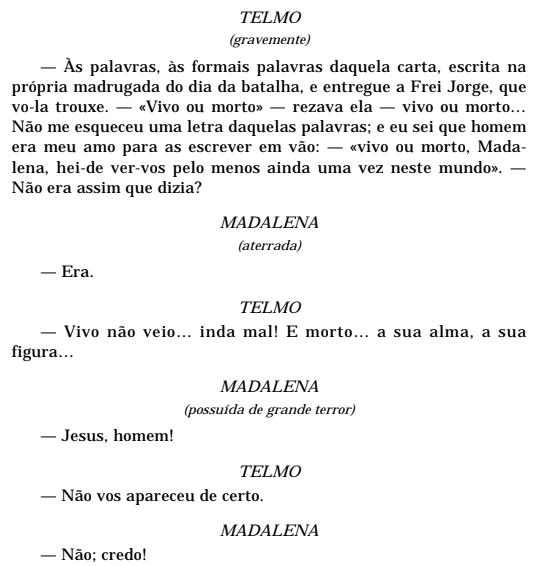 TELMO
(gravemente)
— Às palavras, às formais palavras daquela carta, escrita na
própria madrugada do dia da batalha, e entregue a Frei Jorge, que
vo-la trouxe. — «Vivo ou morto» — rezava ela — vivo ou morto...
Não me esqueceu uma letra daquelas palavras; e eu sei que homem
era meu amo para as escrever em vão: — «vivo ou morto, Mada-
lena, hei-de ver-vos pelo menos ainda uma vez neste mundo». —
Não era assim que dizia?
MADALENA
(aterrada)
— Era.
TELMO
— Vivo não veio... inda mal! E morto... a sua alma, a sua
figura...
MADALENA
(possuída de grande terror)
— Jesus, homem!
TELMO
— Não vos apareceu de certo.
MADALENA
— Não; credo!